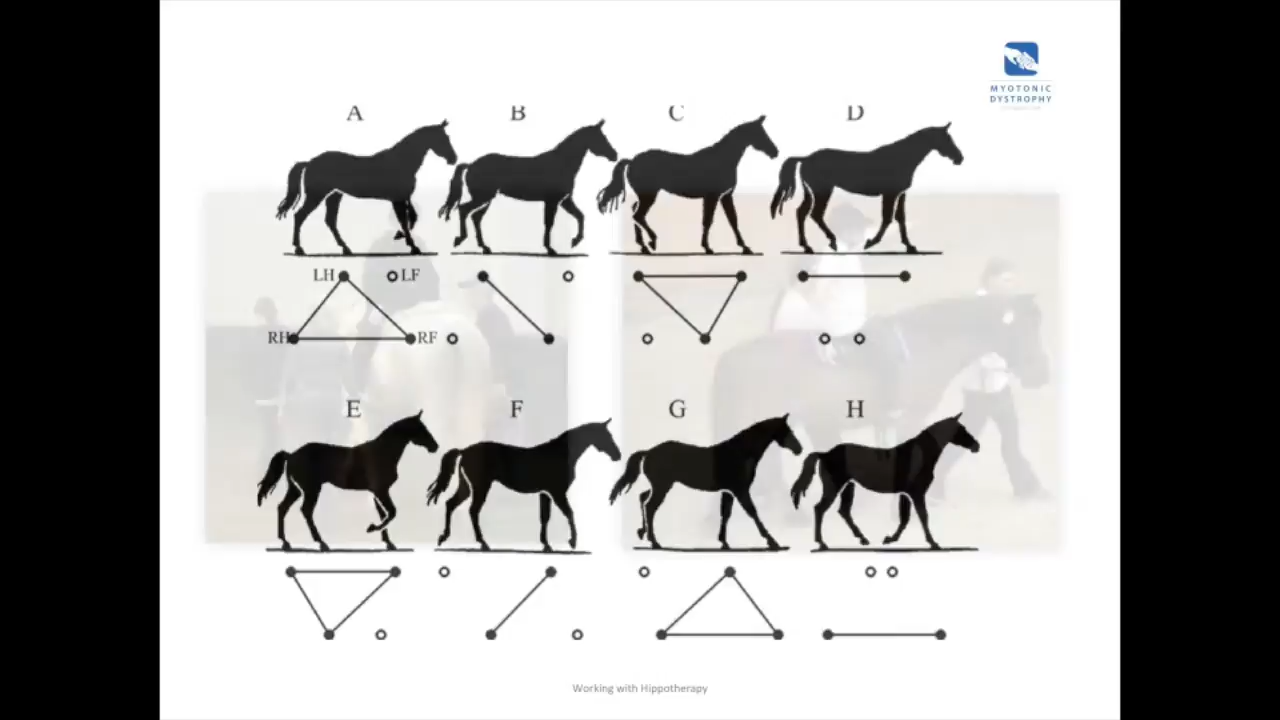 MYOTONIC
DYSTROPHY
A B C D
LH LF
RH RF
E F G H
Working with Hippotherapy